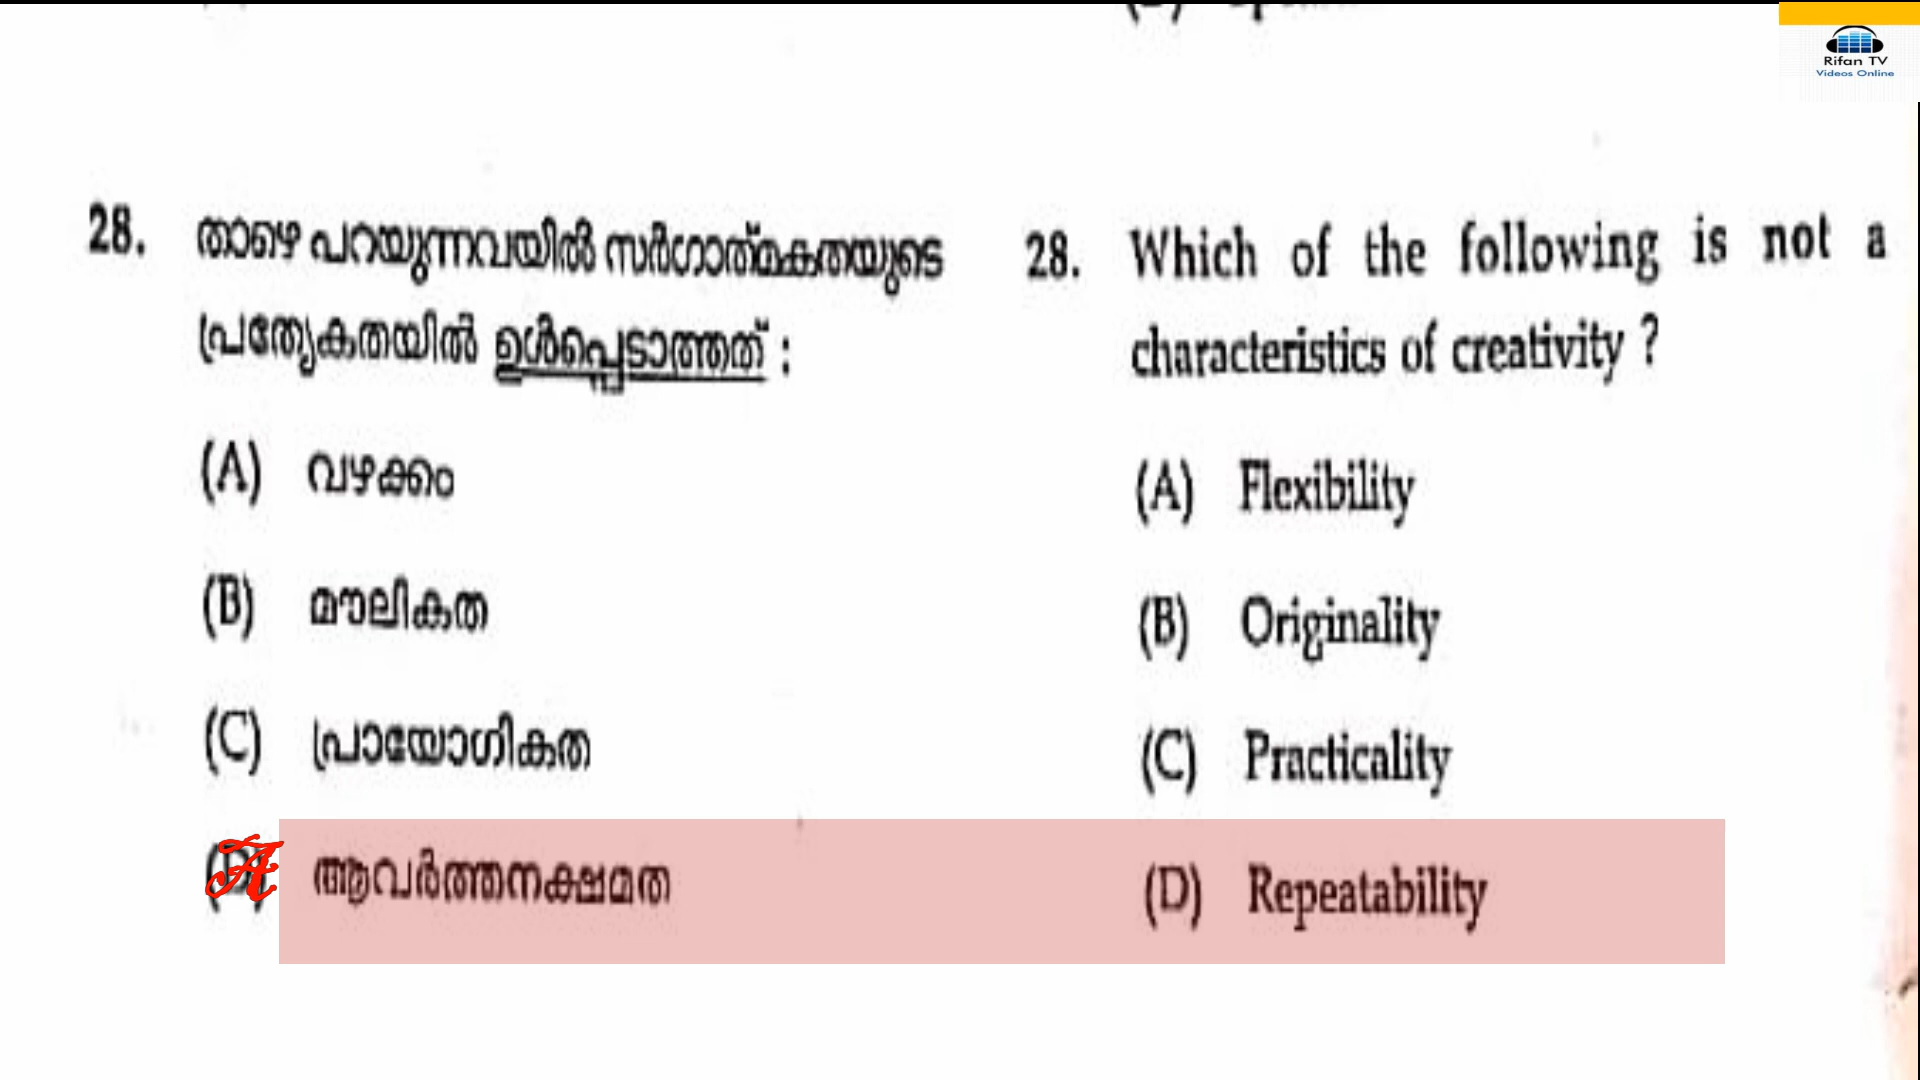 Rifan TV
Videos Online
28. താഴെ പറയുന്നവയിൽ സർഗാത്മകതയുടെ
പ്രത്യേകതയിൽ ഉൾപ്പെടാത്തത് :
(A) വഴക്കം
(B) മൗലികത
(C) പ്രായോഗികത
(D) ആവർത്തനക്ഷമത
28. Which of the following is not a
characteristics of creativity ?
(A) Flexibility
(B) Originality
(C) Practicality
(D) Repeatability